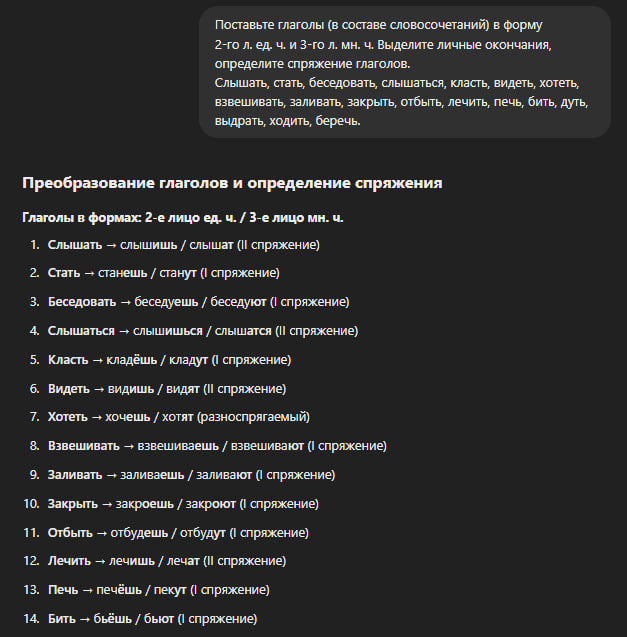 Поставьте глаголы (в составе словосочетаний) в форму
2-го л. ед. ч. и 3-го л. мн. ч. Выделите личные окончания,
определите спряжение глаголов.
Слышать, стать, беседовать, слышаться, класть, видеть, хотеть,
взвешивать, заливать, закрыть, отбыть, лечить, печь, бить, дуть,
выдрать, ходить, беречь.
Преобразование глаголов и определение спряжения
Глаголы в формах: 2-е лицо ед. ч. / 3-е лицо мн. ч.
1. Слышать → слышишь / слышат (II спряжение)
2. Стать → станешь / станут (I спряжение)
3. Беседовать → беседуешь / беседуют (I спряжение)
4. Слышаться → слышишься / слышатся (II спряжение)
5. Класть → кладёшь / кладут (I спряжение)
6. Видеть → видишь / видят (II спряжение)
7. Хотеть → хочешь / хотят (разноспрягаемый)
8. Взвешивать → взвешиваешь / взвешивают (I спряжение)
9. Заливать → заливаешь / заливают (I спряжение)
10. Закрыть → закроешь / закроют (I спряжение)
11. Отбыть → отбудешь / отбудут (I спряжение)
12. Лечить → лечишь / лечат (II спряжение)
13. Печь → печёшь / пекут (I спряжение)
14. Бить → бьёшь / бьют (I спряжение)